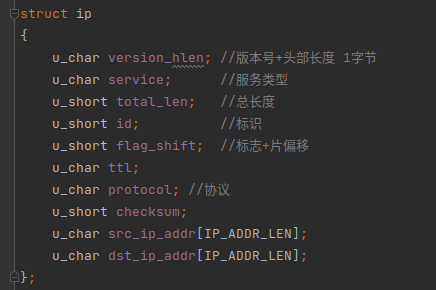 struct ip
{
u_char version_hlen; //版本号+头部长度 1字节
u_char service; //服务类型
u_short total_len; //总长度
u_short id; //标识
u_short flag_shift; //标志+片偏移
u_char ttl;
u_char protocol; //协议
u_short checksum;
u_char src_ip_addr[IP_ADDR_LEN];
u_char dst_ip_addr[IP_ADDR_LEN];
};